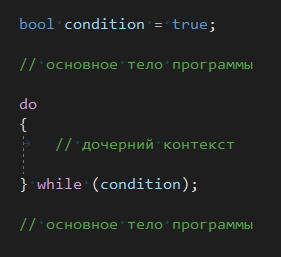 bool condition = true;
// основное тело программы
do
{
// дочерний контекст
} while (condition);
// основное тело программы